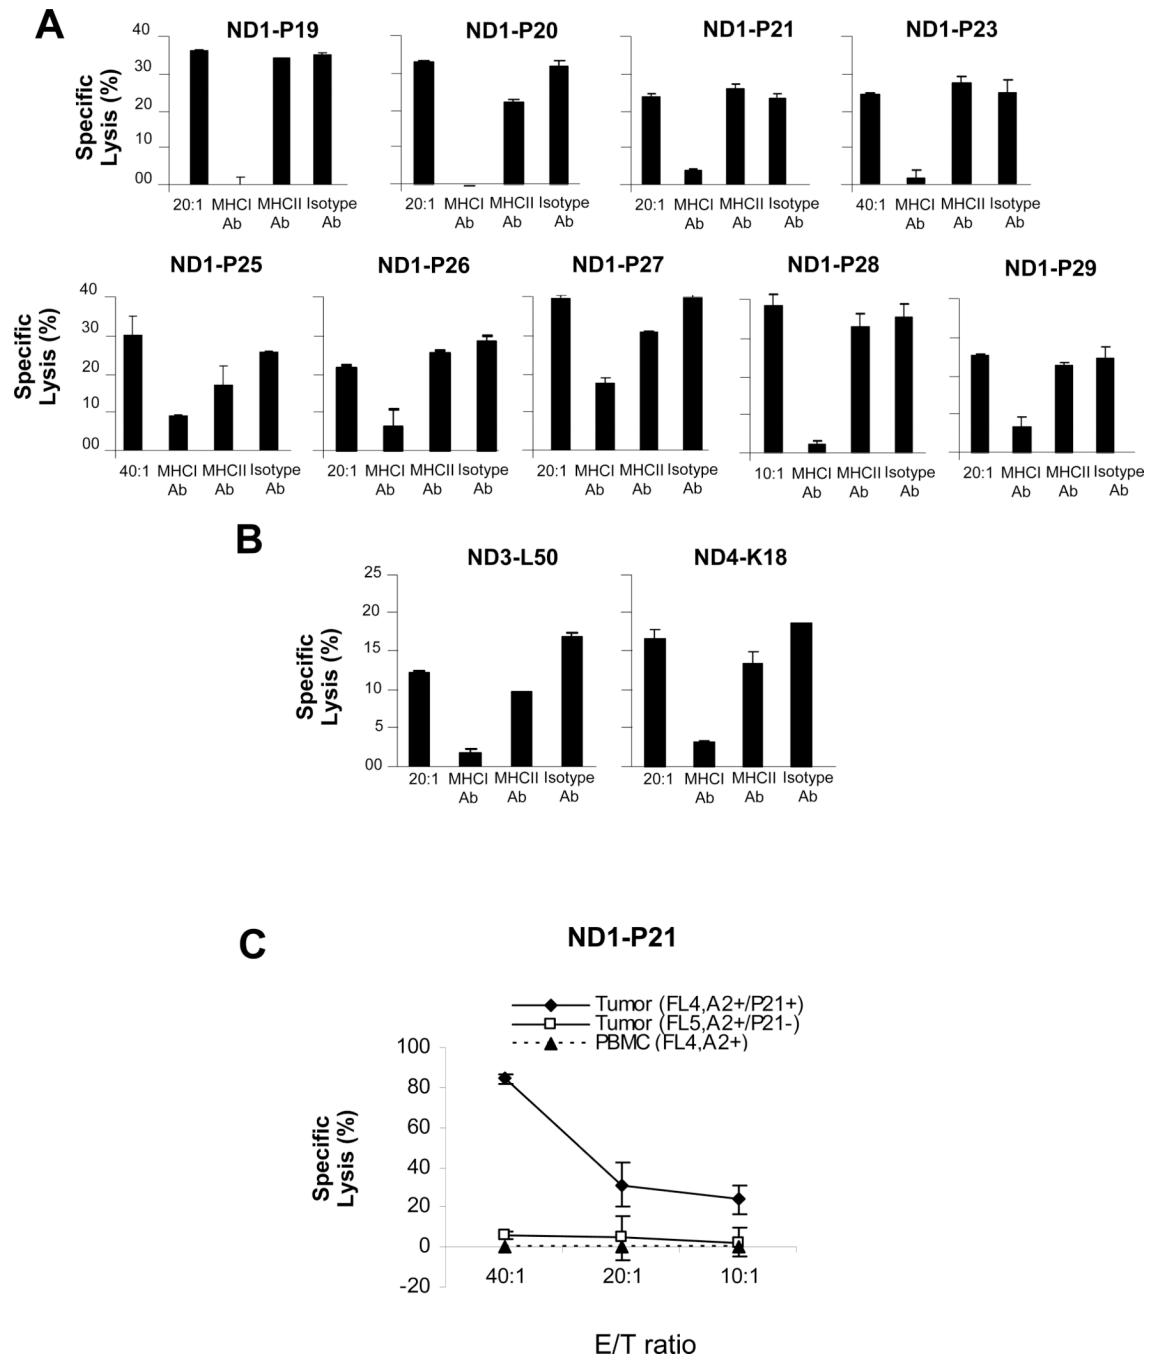 A
ND1-P19 ND1-P20 ND1-P21 ND1-P23
Specific
Lysis (%)
40
30
20
10
00
20:1 MHCI MHCII Isotype 20:1 MHCI MHCII Isotype 20:1 MHCI MHCII Isotype 40:1 MHCI MHCII Isotype
Ab Ab Ab Ab Ab Ab Ab Ab Ab Ab Ab Ab
ND1-P25 ND1-P26 ND1-P27 ND1-P28 ND1-P29
Specific
Lysis (%)
40
30
20
10
00
40:1 MHCI MHCII Isotype 20:1 MHCI MHCII Isotype 20:1 MHCI MHCII Isotype 10:1 MHCI MHCII Isotype 20:1 MHCI MHCII Isotype
Ab Ab Ab Ab Ab Ab Ab Ab Ab Ab Ab Ab Ab Ab Ab
B
ND3-L50 ND4-K18
Specific
Lysis (%)
25
20
15
10
5
00
20:1 MHCI MHCII Isotype 20:1 MHCI MHCII Isotype
Ab Ab Ab Ab Ab Ab
C
ND1-P21
Tumor (FL4,A2+/P21+)
Tumor (FL5,A2+/P21-)
PBMC (FL4,A2+)
Specific
Lysis (%)
100
80
60
40
20
0
-20
40:1 20:1 10:1
E/T ratio